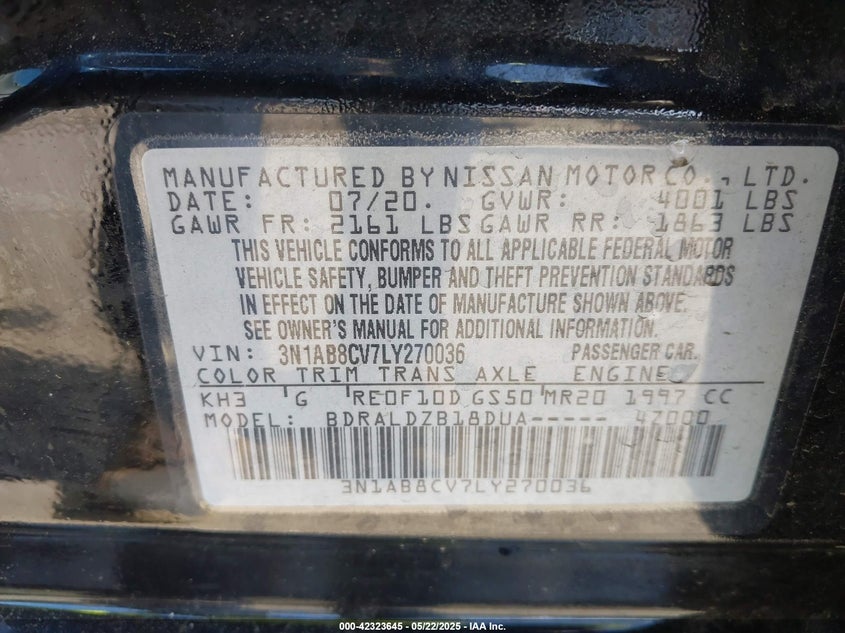 MANUFACTURED BY NISSAN MOTOR CO., LTD.
DATE: 07/20. GVWR: 4001 LBS
GAWR FR: 2161 LBS GAWR RR: 1863 LBS
THIS VEHICLE CONFORMS TO ALL APPLICABLE FEDERAL MOTOR
VEHICLE SAFETY, BUMPER AND THEFT PREVENTION STANDARDS
IN EFFECT ON THE DATE OF MANUFACTURE SHOWN ABOVE.
SEE OWNER'S MANUAL FOR ADDITIONAL INFORMATION.
VIN: 3N1AB8CV7LY270036 PASSENGER CAR.
COLOR TRIM TRANS AXLE ENGINE
KH3 G RE0F10D GS50 MR20 1997 CC
MODEL: BDRALDZB18DUA----- 4Z000
3N1AB8CV7LY270036
000-42323645 - 05/22/2025 - IAA Inc.